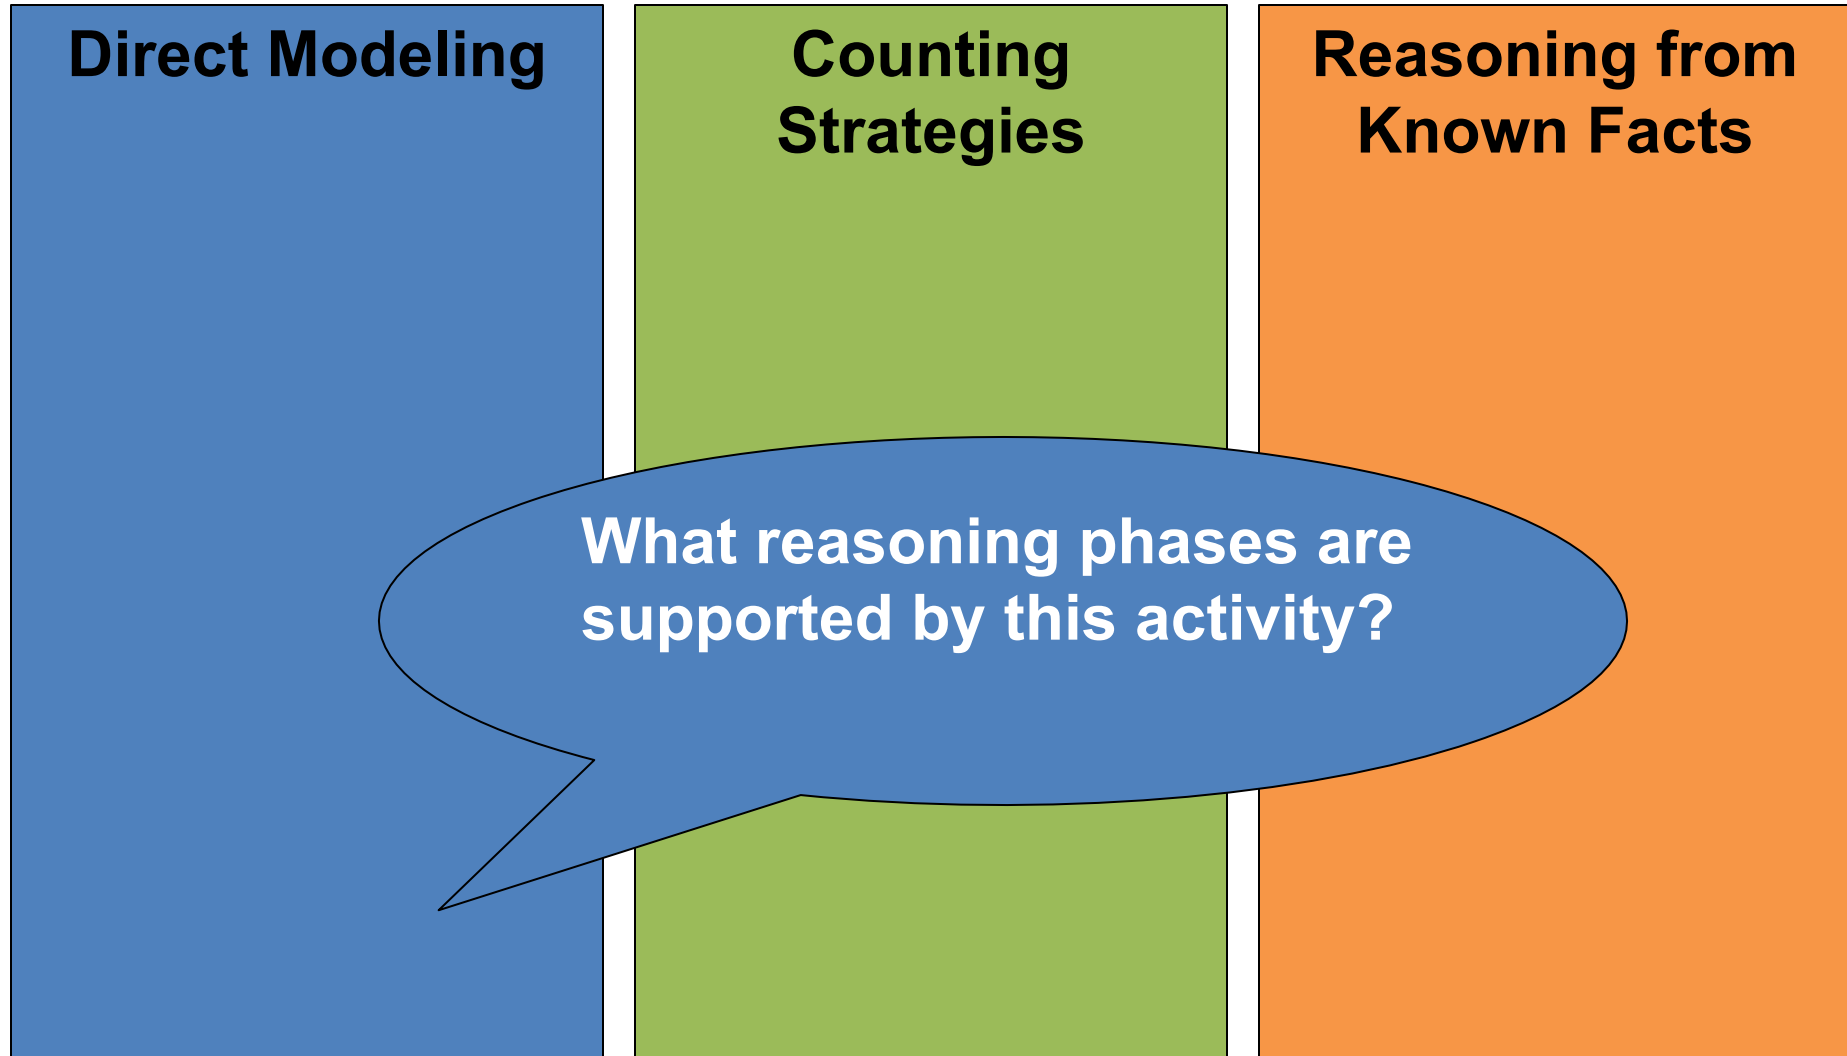 Direct Modeling
Counting
Strategies
Reasoning from
Known Facts
What reasoning phases are
supported by this activity?